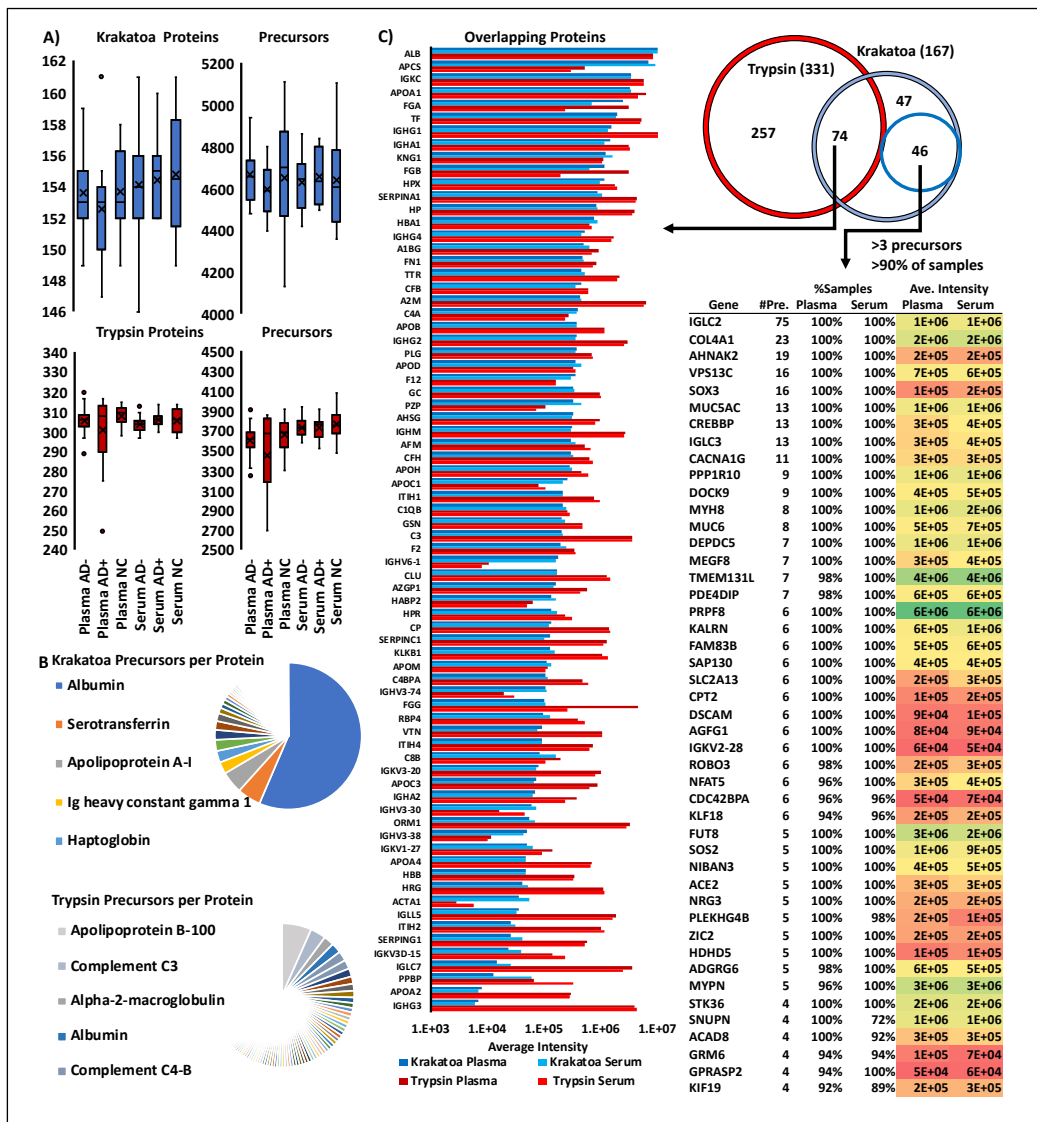 A)
Krakatoa Proteins
Precursors
162
160
158
156
154
152
150
148
146
5200
5000
4800
4600
4400
4200
4000
Trypsin Proteins
Precursors
340
330
320
310
300
290
280
270
260
250
240
4500
4300
4100
3900
3700
3500
3300
3100
2900
2700
2500
Plasma AD-
Plasma AD+
Plasma NC
Serum AD-
Serum AD+
Serum NC
Plasma AD-
Plasma AD+
Plasma NC
Serum AD-
Serum AD+
Serum NC
B
Krakatoa Precursors per Protein
Albumin
Serotransferrin
Apolipoprotein A-I
Ig heavy constant gamma 1
Haptoglobin
Trypsin Precursors per Protein
Apolipoprotein B-100
Complement C3
Alpha-2-macroglobulin
Albumin
Complement C4-B
C)
Overlapping Proteins
ALB
APCS
IGKC
APOA1
FGA
TF
IGHG1
IGHA1
KNG1
FGB
HPX
SERPINA1
HP
HBA1
IGHG4
A1BG
FN1
TTR
CFB
A2M
C4A
APOB
IGHG2
PLG
APOD
F12
GC
PZP
AHSG
IGHM
AFM
CFH
APOH
APOC1
ITIH1
C1QB
GSN
C3
F2
IGHV6-1
CLU
AZGP1
HABP2
HPR
CP
SERPINC1
KLKB1
APOM
C4BPA
IGHV3-74
FGG
RBP4
VTN
ITIH4
C8B
IGKV3-20
APOC3
IGHA2
IGHV3-30
ORM1
IGHV3-38
IGKV1-27
APOA4
HBB
HRG
ACTA1
IGLL5
ITIH2
SERPING1
IGKV3D-15
IGLC7
PPBP
APOA2
IGHG3
1.E+03 1.E+04 1.E+05 1.E+06 1.E+07
Average Intensity
Krakatoa Plasma
Krakatoa Serum
Trypsin Plasma
Trypsin Serum
Krakatoa (167)
Trypsin (331)
257
74
47
46
>3 precursors
>90% of samples
%Samples Ave. Intensity
Gene #Pre. Plasma Serum Plasma Serum
IGLC2 75 100% 100% 1E+06 1E+06
COL4A1 23 100% 100% 2E+06 2E+06
AHNAK2 19 100% 100% 2E+05 2E+05
VPS13C 16 100% 100% 7E+05 6E+05
SOX3 16 100% 100% 1E+05 2E+05
MUC5AC 13 100% 100% 1E+06 1E+06
CREBBP 13 100% 100% 3E+05 4E+05
IGLC3 13 100% 100% 3E+05 4E+05
CACNA1G 11 100% 100% 3E+05 3E+05
PPP1R10 9 100% 100% 1E+06 1E+06
DOCK9 9 100% 100% 4E+05 5E+05
MYH8 8 100% 100% 1E+06 2E+06
MUC6 8 100% 100% 5E+05 7E+05
DEPDC5 7 100% 100% 1E+06 1E+06
MEGF8 7 100% 100% 3E+05 4E+05
TMEM131L 7 98% 100% 4E+06 4E+06
PDE4DIP 7 98% 100% 6E+05 6E+05
PRPF8 6 100% 100% 6E+06 6E+06
KALRN 6 100% 100% 6E+05 1E+06
FAM83B 6 100% 100% 5E+05 6E+05
SAP130 6 100% 100% 4E+05 4E+05
SLC2A13 6 100% 100% 2E+05 3E+05
CPT2 6 100% 100% 1E+05 2E+05
DSCAM 6 100% 100% 9E+04 1E+05
AGFG1 6 100% 100% 8E+04 9E+04
IGKV2-28 6 100% 100% 6E+04 5E+04
ROBO3 6 98% 100% 2E+05 3E+05
NFAT5 6 96% 100% 3E+05 4E+05
CDC42BPA 6 96% 96% 5E+04 7E+04
KLF18 6 94% 96% 2E+05 2E+05
FUT8 5 100% 100% 3E+06 2E+06
SOS2 5 100% 100% 1E+06 9E+05
NIBAN3 5 100% 100% 4E+05 5E+05
ACE2 5 100% 100% 3E+05 3E+05
NRG3 5 100% 100% 2E+05 2E+05
PLEKHG4B 5 100% 98% 2E+05 1E+05
ZIC2 5 100% 100% 2E+05 2E+05
HDHD5 5 100% 100% 1E+05 1E+05
ADGRG6 5 98% 100% 6E+05 5E+05
MYPN 5 96% 100% 3E+06 3E+06
STK36 4 100% 100% 2E+06 2E+06
SNUPN 4 100% 72% 1E+06 1E+06
ACAD8 4 100% 92% 3E+05 3E+05
GRM6 4 94% 94% 1E+05 7E+04
GPRASP2 4 94% 100% 5E+04 6E+04
KIF19 4 92% 89% 2E+05 3E+05